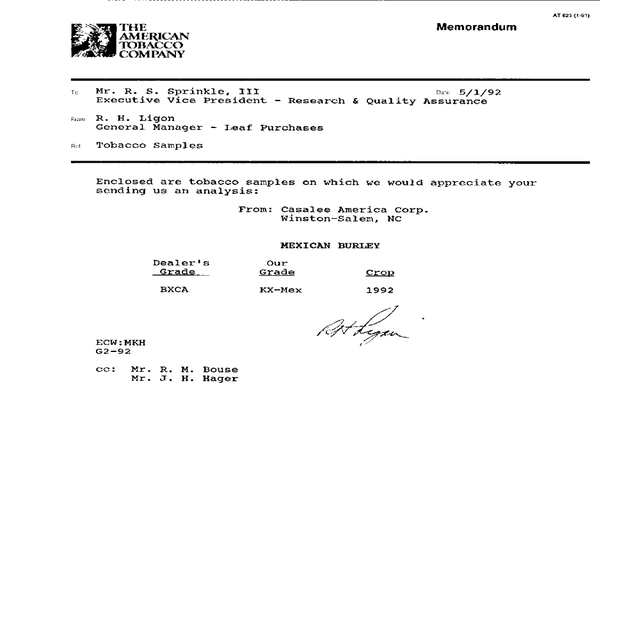 AT 825 (1-91)
THE
AMERICAN
TOBACCO
COMPANY
Memorandum
To Mr. R. S. Sprinkle, III Date 5/1/92
Executive Vice President - Research & Quality Assurance
From R. H. Ligon
General Manager - Leaf Purchases
Ref. Tobacco Samples
Enclosed are tobacco samples on which we would appreciate your
sending us an analysis:
From: Casalee America Corp.
Winston-Salem, NC
MEXICAN BURLEY
Dealer's Our
Grade Grade Crop
BXCA KX-Mex 1992
RH Ligon
ECW:MKH
G2-92
cc: Mr. R. M. Bouse
Mr. J. H. Hager